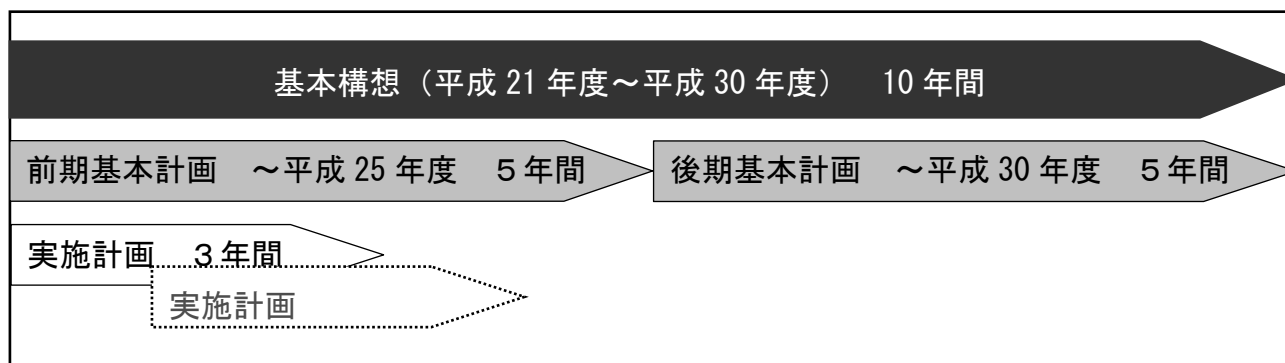 基本構想（平成 21 年度～平成 30 年度）　10 年間
前期基本計画　～平成 25 年度　５年間
後期基本計画　～平成 30 年度　５年間
実施計画　３年間
実施計画